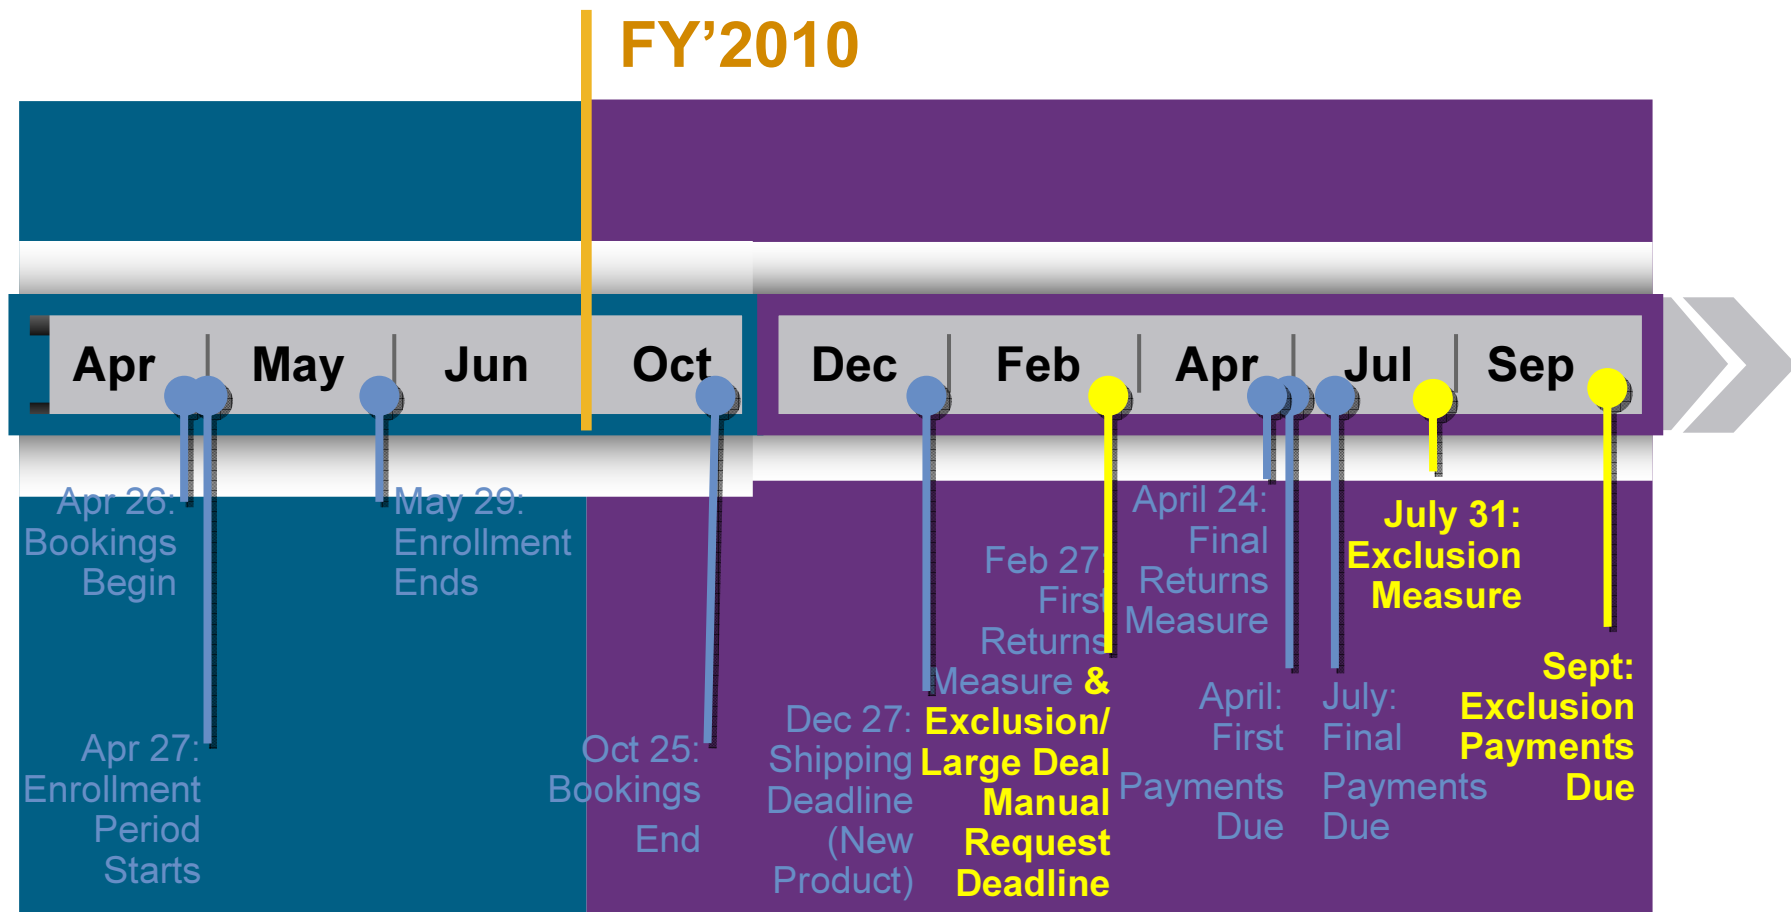 FY’2010
Apr
May
Jun
Oct
Dec
Feb
Apr
Jul
Sep
Apr 26:
Bookings
Begin
Apr 27:
Enrollment
Period
Starts
May 29:
Enrollment
Ends
Oct 25:
Bookings
End
Dec 27:
Shipping
Deadline
(New
Product)
Feb 27:
First
Returns
Measure &
Exclusion/
Large Deal
Manual
Request
Deadline
April 24:
Final
Returns
Measure
April:
First
Payments
Due
July:
Final
Payments
Due
July 31:
Exclusion
Measure
Sept:
Exclusion
Payments
Due